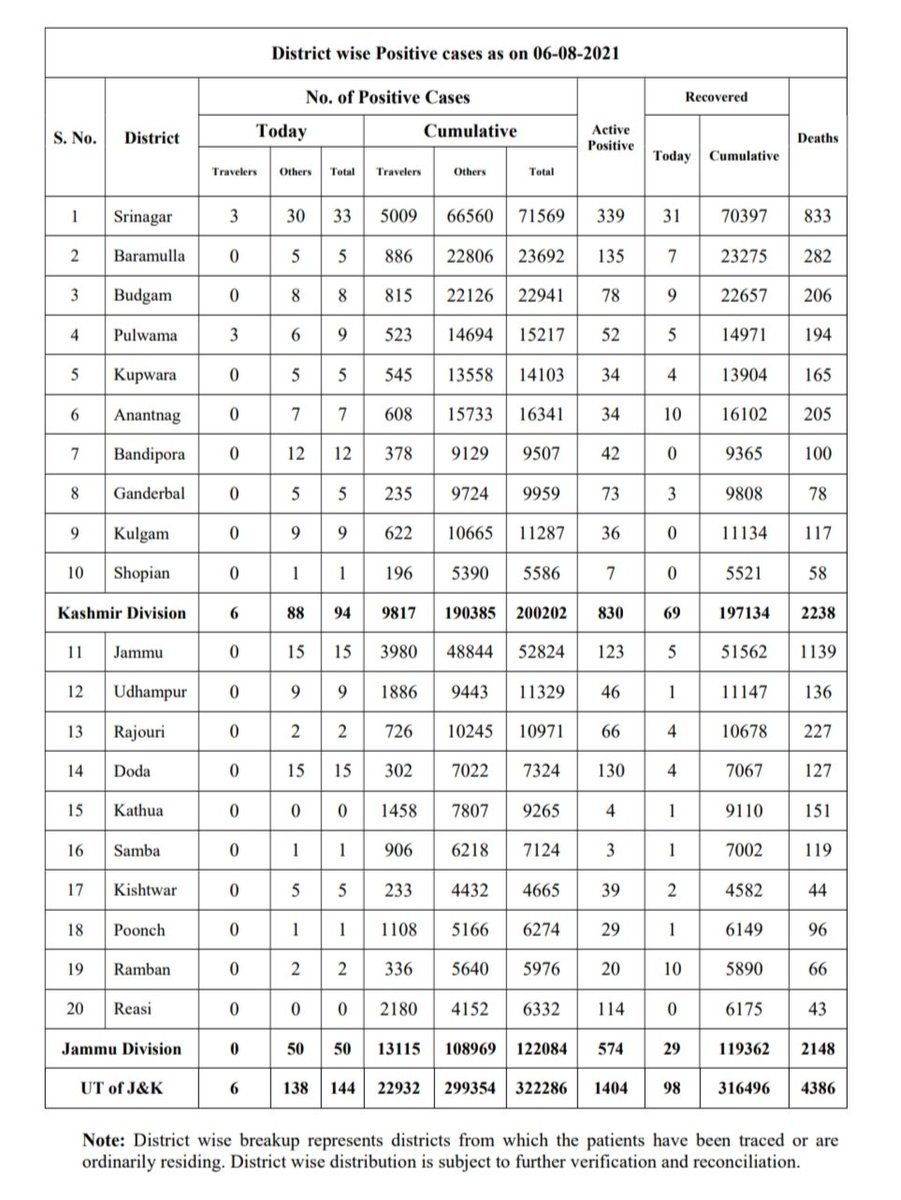 District wise Positive cases as on 06-08-2021
S. No. District No. of Positive Cases Active Positive Recovered Deaths
Today Cumulative Today Cumulative
Travelers Others Total Travelers Others Total
1 Srinagar 3 30 33 5009 66560 71569 339 31 70397 833
2 Baramulla 0 5 5 886 22806 23692 135 7 23275 282
3 Budgam 0 8 8 815 22126 22941 78 9 22657 206
4 Pulwama 3 6 9 523 14694 15217 52 5 14971 194
5 Kupwara 0 5 5 545 13558 14103 34 4 13904 165
6 Anantnag 0 7 7 608 15733 16341 34 10 16102 205
7 Bandipora 0 12 12 378 9129 9507 42 0 9365 100
8 Ganderbal 0 5 5 235 9724 9959 73 3 9808 78
9 Kulgam 0 9 9 622 10665 11287 36 0 11134 117
10 Shopian 0 1 1 196 5390 5586 7 0 5521 58
Kashmir Division 6 88 94 9817 190385 200202 830 69 197134 2238
11 Jammu 0 15 15 3980 48844 52824 123 5 51562 1139
12 Udhampur 0 9 9 1886 9443 11329 46 1 11147 136
13 Rajouri 0 2 2 726 10245 10971 66 4 10678 227
14 Doda 0 15 15 302 7022 7324 130 4 7067 127
15 Kathua 0 0 0 1458 7807 9265 4 1 9110 151
16 Samba 0 1 1 906 6218 7124 3 1 7002 119
17 Kishtwar 0 5 5 233 4432 4665 39 2 4582 44
18 Poonch 0 1 1 1108 5166 6274 29 1 6149 96
19 Ramban 0 2 2 336 5640 5976 20 10 5890 66
20 Reasi 0 0 0 2180 4152 6332 114 0 6175 43
Jammu Division 0 50 50 13115 108969 122084 574 29 119362 2148
UT of J&K 6 138 144 22932 299354 322286 1404 98 316496 4386
Note: District wise breakup represents districts from which the patients have been traced or are
ordinarily residing. District wise distribution is subject to further verification and reconciliation.